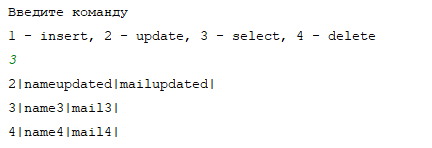 Введите команду
1 - insert, 2 - update, 3 - select, 4 - delete
3
2|nameupdated|mailupdated|
3|name3|mail3|
4|name4|mail4|